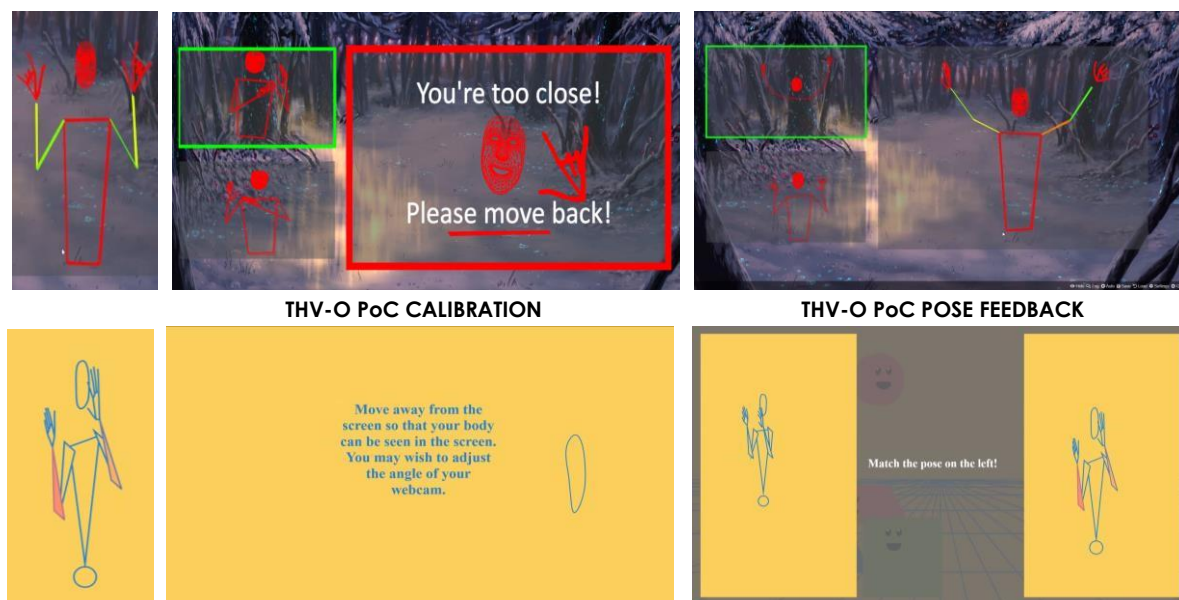 You're too close!
Please move back!
THV-O PoC CALIBRATION
THV-O PoC POSE FEEDBACK
Move away from the
screen so that your body
can be seen in the screen.
You may wish to adjust
the angle of your
webcam.
Match the pose on the left!